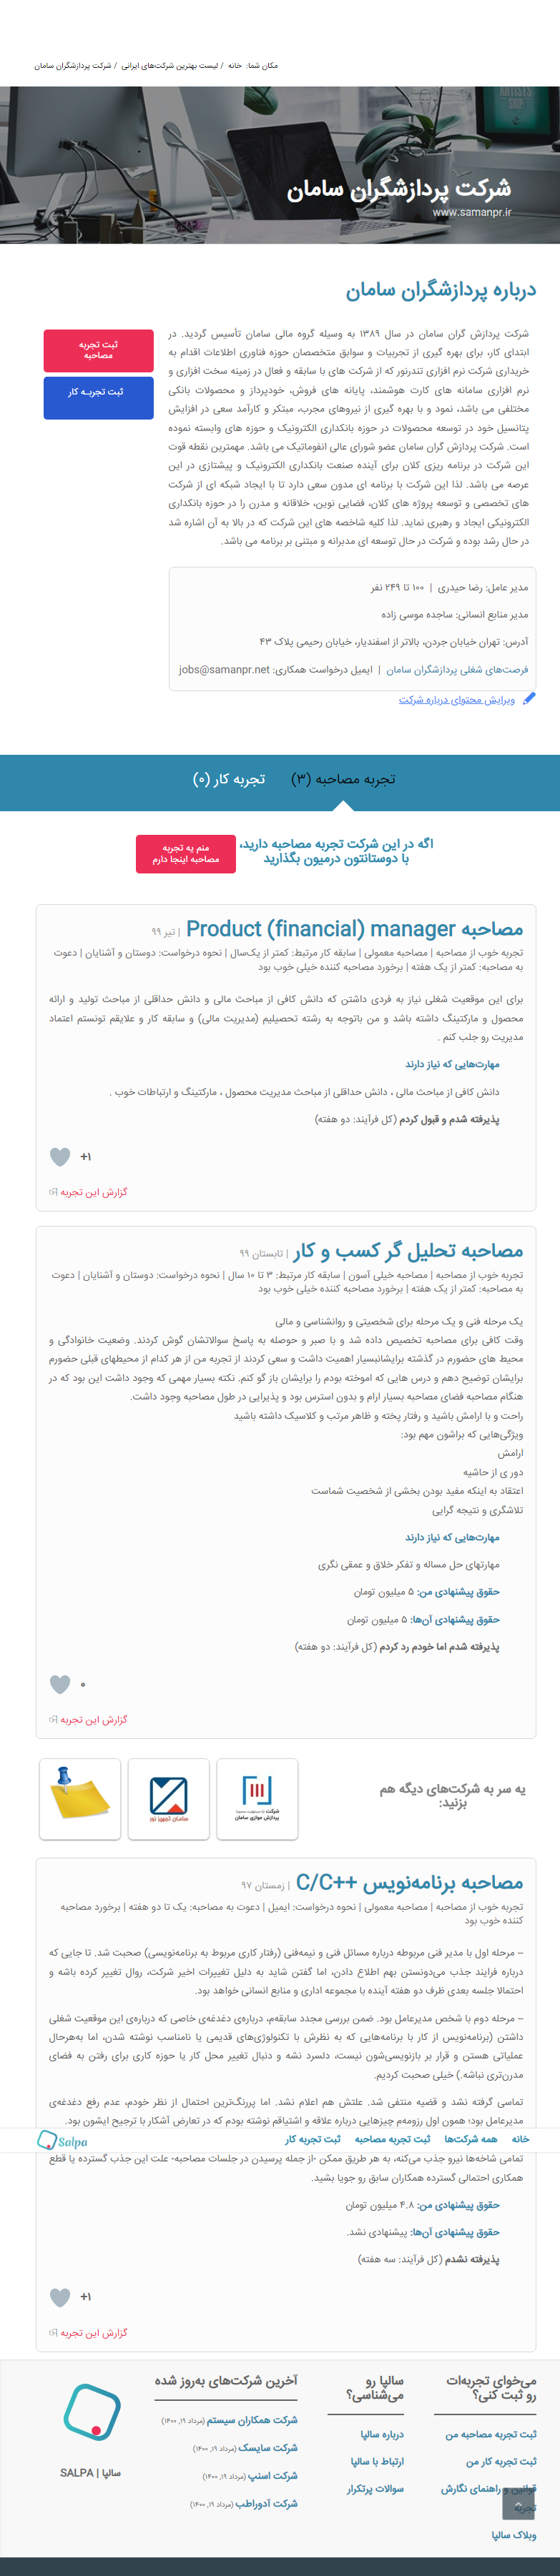 مکان شما: خانه / لیست بهترین شرکت‌های ایرانی / شرکت پردازشگران سامان
شرکت پردازشگران سامان
www.samanpr.ir
درباره پردازشگران سامان
شرکت پردازش گران سامان در سال ۱۳۸۹ به وسیله گروه مالی سامان تأسیس گردید. در
ابتدای کار، برای بهره گیری از تجربیات و سوابق متخصصان حوزه فناوری اطلاعات اقدام به
خریداری شرکت نرم افزاری تندرنور که از شرکت های با سابقه و فعال در زمینه سخت افزاری و
نرم افزاری سامانه های کارت هوشمند، پایانه های فروش، خودپرداز و محصولات بانکی
مختلفی می باشد، نمود و با بهره گیری از نیروهای مجرب، مبتکر و کارآمد سعی در افزایش
پتانسیل خود در توسعه محصولات در حوزه بانکداری الکترونیک و حوزه های وابسته نموده
است. شرکت پردازش گران سامان عضو شورای عالی انفوماتیک می باشد. مهمترین نقطه قوت
این شرکت در برنامه ریزی کلان برای آینده صنعت بانکداری الکترونیک و پیشتازی در این
عرصه می باشد. لذا این شرکت با برنامه ای مدون سعی دارد تا با ایجاد شبکه ای از شرکت
های تخصصی و توسعه پروژه های کلان، فضایی نوین، خلاقانه و مدرن را در حوزه بانکداری
الکترونیکی ایجاد و رهبری نماید. لذا کلیه شاخصه های این شرکت که در بالا به آن اشاره شد
در حال رشد بوده و شرکت در حال توسعه ای مدبرانه و مبتنی بر برنامه می باشد.
ثبت تجربه
مصاحبه
ثبت تجربـه کار
مدیر عامل: رضا حیدری | ۱۰۰ تا ۲۴۹ نفر
مدیر منابع انسانی: ساجده موسی زاده
آدرس: تهران خیابان جردن، بالاتر از اسفندیار، خیابان رحیمی پلاک ۴۳
فرصت‌های شغلی پردازشگران سامان | ایمیل درخواست همکاری: jobs@samanpr.net
ویرایش محتوای درباره شرکت
تجربه مصاحبه (۳) تجربه کار (۰)
اگه در این شرکت تجربه مصاحبه دارید،
با دوستانتون درمیون بگذارید
منم یه تجربه
مصاحبه اینجا دارم
مصاحبه Product (financial) manager | تیر ۹۹
تجربه خوب از مصاحبه | مصاحبه معمولی | سابقه کار مرتبط: کمتر از یک‌سال | نحوه درخواست: دوستان و آشنایان | دعوت
به مصاحبه: کمتر از یک هفته | برخورد مصاحبه کننده خیلی خوب بود
برای این موقعیت شغلی نیاز به فردی داشتن که دانش کافی از مباحث مالی و دانش حداقلی از مباحث تولید و ارائه
محصول و مارکتینگ داشته باشد و من باتوجه به رشته تحصیلیم (مدیریت مالی) و سابقه کار و علایقم تونستم اعتماد
مدیریت رو جلب کنم .
مهارت‌هایی که نیاز دارند
دانش کافی از مباحث مالی ، دانش حداقلی از مباحث مدیریت محصول ، مارکتینگ و ارتباطات خوب .
پذیرفته شدم و قبول کردم (کل فرآیند: دو هفته)
+۱
گزارش این تجربه
مصاحبه تحلیل گر کسب و کار | تابستان ۹۹
تجربه خوب از مصاحبه | مصاحبه خیلی آسون | سابقه کار مرتبط: ۳ تا ۱۰ سال | نحوه درخواست: دوستان و آشنایان | دعوت
به مصاحبه: کمتر از یک هفته | برخورد مصاحبه کننده خیلی خوب بود
یک مرحله فنی و یک مرحله برای شخصیتی و روانشناسی و مالی
وقت کافی برای مصاحبه تخصیص داده شد و با صبر و حوصله به پاسخ سوالاتشان گوش کردند. وضعیت خانوادگی و
محیط های حضورم در گذشته برایشانبسیار اهمیت داشت و سعی کردند از تجربه من از هر کدام از محیطهای قبلی حضورم
برایشان توضیح دهم و درس هایی که اموخته بودم را برایشان باز گو کنم. نکته بسیار مهمی که وجود داشت این بود که در
هنگام مصاحبه فضای مصاحبه بسیار ارام و بدون استرس بود و پذیرایی در طول مصاحبه وجود داشت.
راحت و با ارامش باشید و رفتار پخته و ظاهر مرتب و کلاسیک داشته باشید
ویژگی‌هایی که براشون مهم بود:
ارامش
دور ی از حاشیه
اعتقاد به اینکه مفید بودن بخشی از شخصیت شماست
تلاشگری و نتیجه گرایی
مهارت‌هایی که نیاز دارند
مهارتهای حل مساله و تفکر خلاق و عمقی نگری
حقوق پیشنهادی من: ۵ میلیون تومان
حقوق پیشنهادی آن‌ها: ۵ میلیون تومان
پذیرفته شدم اما خودم رد کردم (کل فرآیند: دو هفته)
۰
گزارش این تجربه
یه سر به شرکت‌های دیگه هم
بزنید:
شرکت
پردازش موازی سامان
سامان تجهیز نور
مصاحبه برنامه‌نویس C/C++ | زمستان ۹۷
تجربه خوب از مصاحبه | مصاحبه معمولی | نحوه درخواست: ایمیل | دعوت به مصاحبه: یک تا دو هفته | برخورد مصاحبه
کننده خوب بود
– مرحله اول با مدیر فنی مربوطه درباره مسائل فنی و نیمه‌فنی (رفتار کاری مربوط به برنامه‌نویسی) صحبت شد. تا جایی که
درباره فرایند جذب می‌دونستن بهم اطلاع دادن، اما گفتن شاید به دلیل تغییرات اخیر شرکت، روال تغییر کرده باشه و
احتمالا جلسه بعدی ظرف دو هفته آینده با مجموعه اداری و منابع انسانی خواهد بود.
– مرحله دوم با شخص مدیرعامل بود. ضمن بررسی مجدد سابقه‌م، درباره‌ی دغدغه‌ی خاصی که درباره‌ی این موقعیت شغلی
داشتن (برنامه‌نویس از کار با برنامه‌هایی که به نظرش با تکنولوژی‌های قدیمی یا نامناسب نوشته شدن، اما به‌هرحال
عملیاتی هستن و قرار بر بازنویسی‌شون نیست، دلسرد نشه و دنبال تغییر محل کار یا حوزه کاری برای رفتن به فضای
مدرن‌تری نباشه.) خیلی صحبت کردیم.
تماسی گرفته نشد و قضیه منتفی شد. علتش هم اعلام نشد. اما پررنگ‌ترین احتمال از نظر خودم، عدم رفع دغدغه‌ی
مدیرعامل بود؛ همون اول رزومه‌م چیزهایی درباره علاقه و اشتیاقم نوشته بودم که در تعارض آشکار با ترجیح ایشون بود.
خانه همه شرکت‌ها ثبت تجربه مصاحبه ثبت تجربه کار Salpa
تمامی شاخه‌ها نیرو جذب می‌کنه، به هر طریق ممکن -از جمله پرسیدن در جلسات مصاحبه- علت این جذب گسترده یا قطع
همکاری احتمالی گسترده همکاران سابق رو جویا بشید.
حقوق پیشنهادی من: ۴.۸ میلیون تومان
حقوق پیشنهادی آن‌ها: پیشنهادی نشد.
پذیرفته نشدم (کل فرآیند: سه هفته)
+۱
گزارش این تجربه
می‌خوای تجربه‌ات
رو ثبت کنی؟
ثبت تجربه مصاحبه من
ثبت تجربه کار من
قوانین و راهنمای نگارش
تجربه
وبلاگ سالپا
سالپا رو
می‌شناسی؟
درباره سالپا
ارتباط با سالپا
سوالات پرتکرار
آخرین شرکت‌های به‌روز شده
شرکت همکاران سیستم (مرداد ۱۹, ۱۴۰۰)
شرکت سایسک (مرداد ۱۹, ۱۴۰۰)
شرکت اسنپ (مرداد ۱۹, ۱۴۰۰)
شرکت آدوراطب (مرداد ۱۹, ۱۴۰۰)
سالپا | SALPA